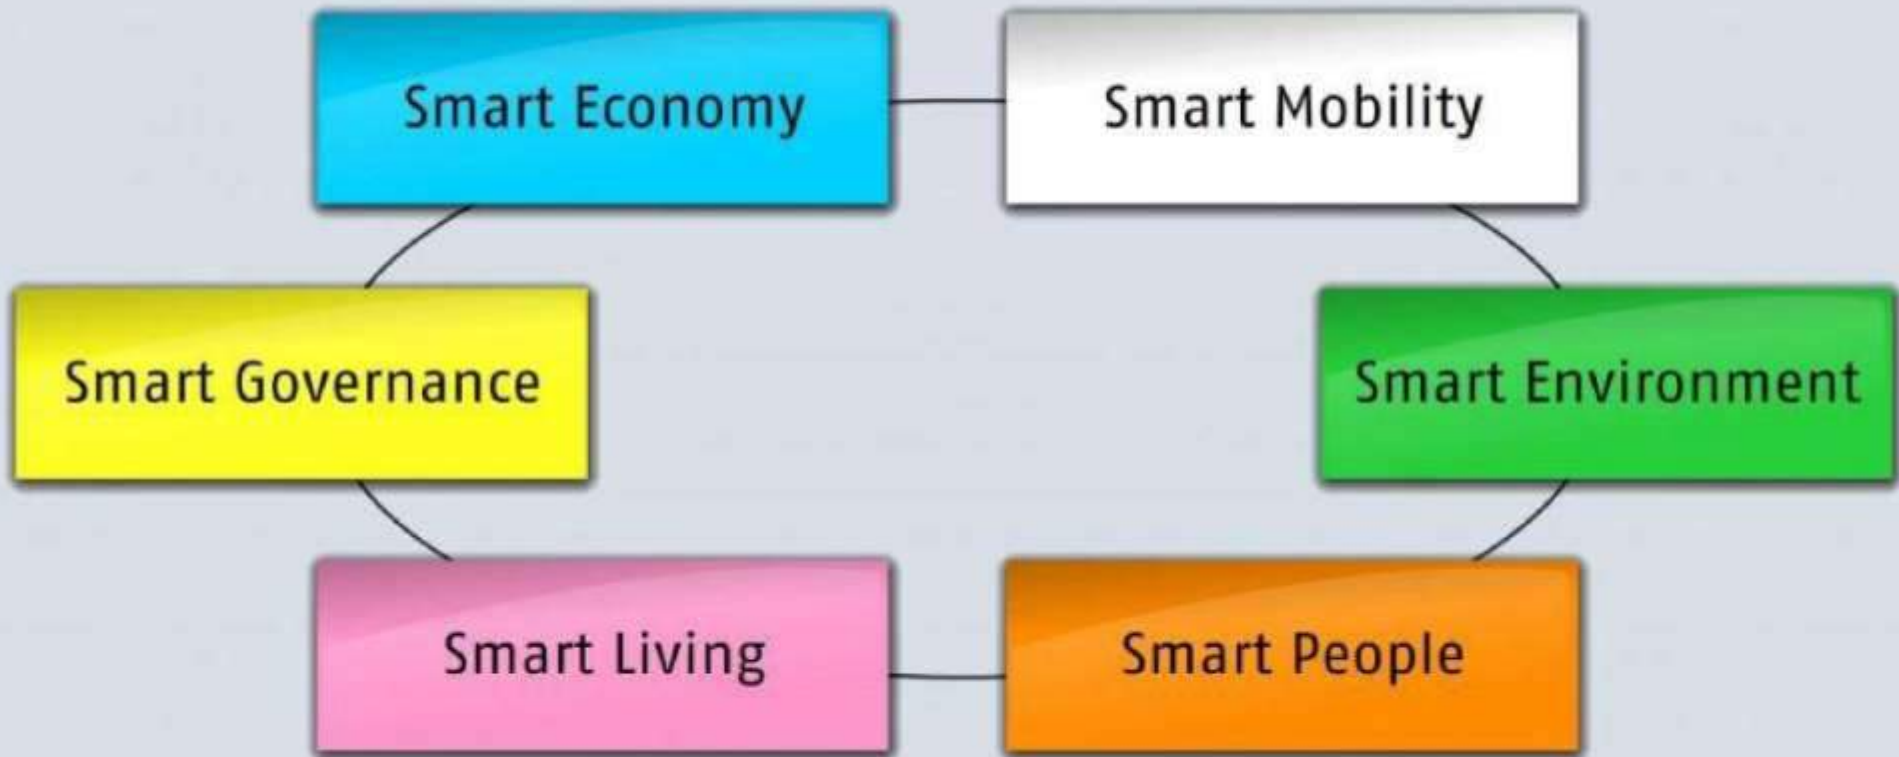 Smart Economy
Smart Mobility
Smart Governance
Smart Environment
Smart Living
Smart People